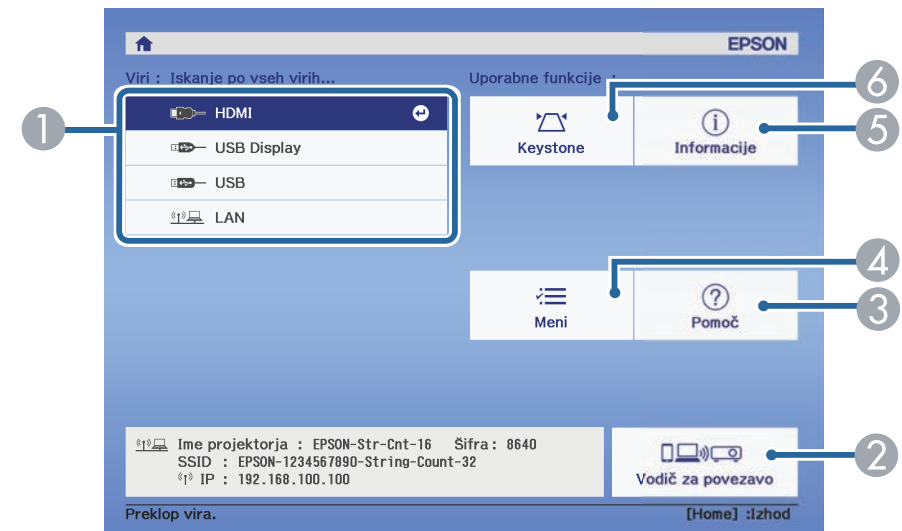 EPSON
Viri : Iskanje po vseh virih...
HDMI
USB Display
USB
LAN
Uporabne funkcije :
Keystone
Informacije
Meni
Pomoč
Ime projektorja : EPSON-Str-Cnt-16 Šifra : 8640
SSID : EPSON-1234567890-String-Count-32
IP : 192.168.100.100
Vodič za povezavo
Preklop vira.
[Home] :Izhod
1
2
3
4
5
6